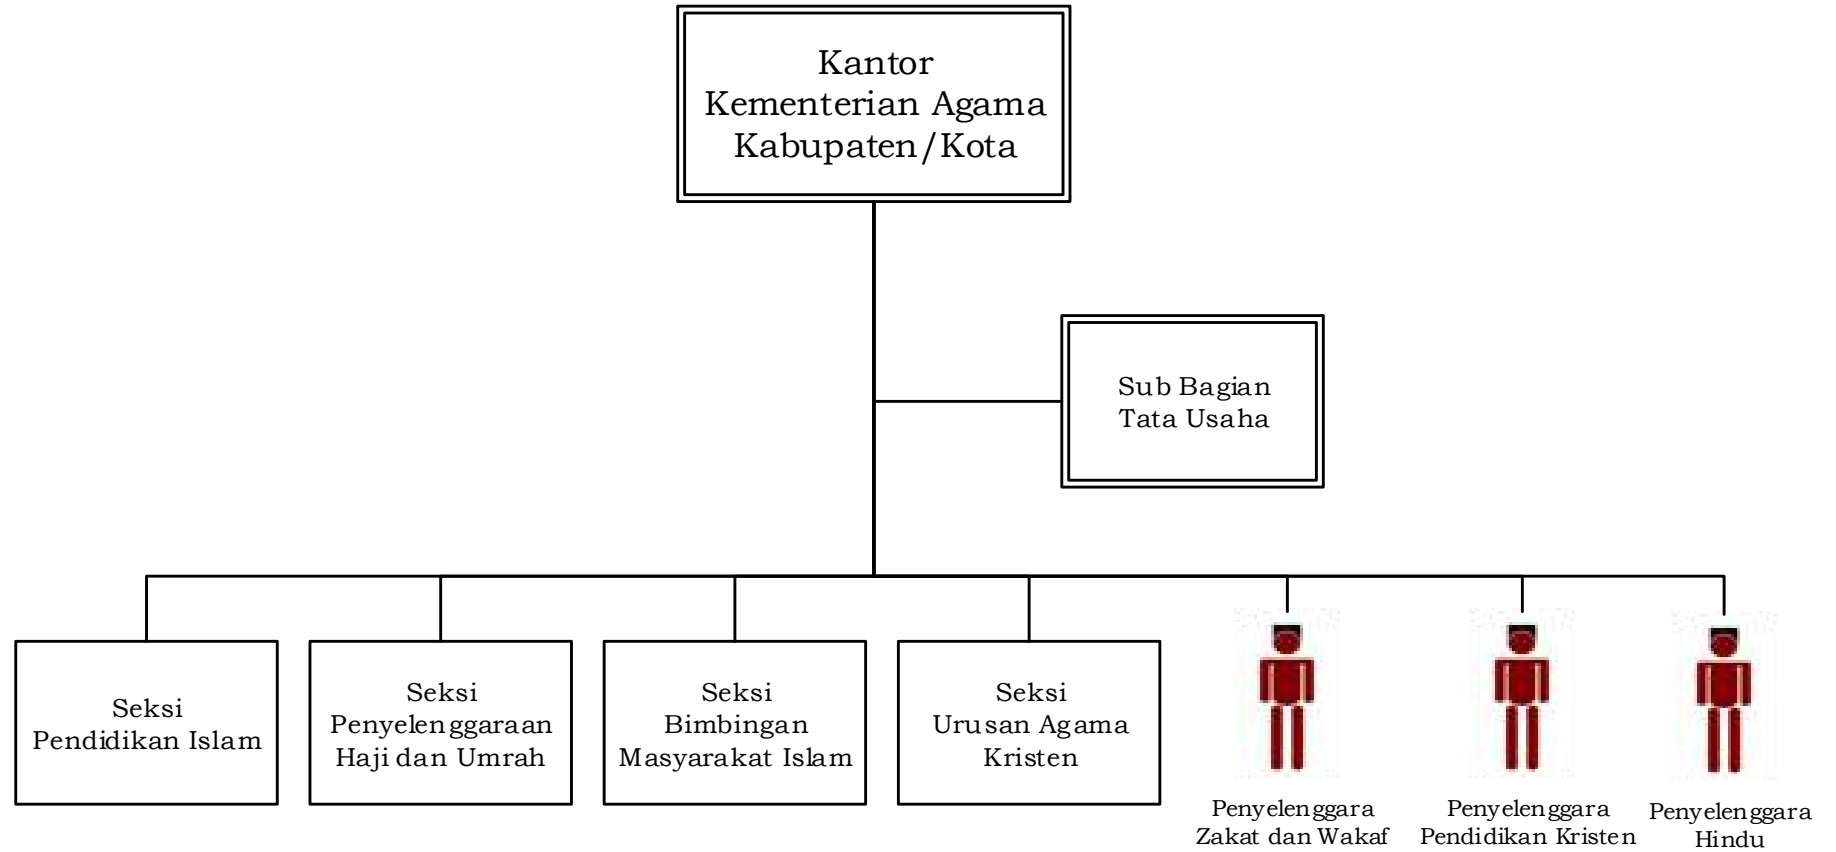 Kantor
Kementerian Agama
Kabupaten/Kota
Sub Bagian
Tata Usaha
Seksi
Pendidikan Islam
Seksi
Penyelenggaraan
Haji dan Umrah
Seksi
Bimbingan
Masyarakat Islam
Seksi
Urusan Agama
Kristen
Penyelenggara
Zakat dan Wakaf
Penyelenggara
Pendidikan Kristen
Penyelenggara
Hindu